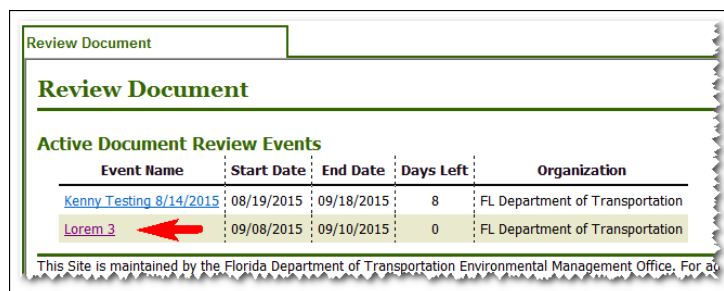 Review Document
Review Document
Active Document Review Events
Event Name Start Date End Date Days Left Organization
Kenny Testing 8/14/2015 08/19/2015 09/18/2015 8 FL Department of Transportation
Lorem 3 09/08/2015 09/10/2015 0 FL Department of Transportation
This Site is maintained by the Florida Department of Transportation Environmental Management Office. For